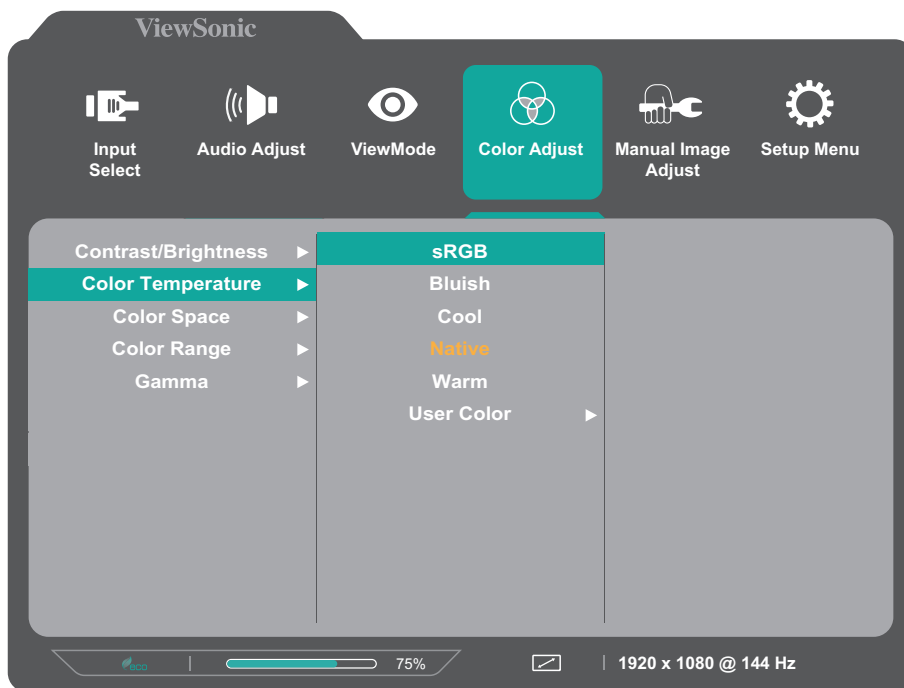 ViewSonic
Input
Select
Audio Adjust
ViewMode
Color Adjust
Manual Image
Adjust
Setup Menu
Contrast/Brightness
Color Temperature
Color Space
Color Range
Gamma
sRGB
Bluish
Cool
Native
Warm
User Color
eco
75%
1920 x 1080 @ 144 Hz